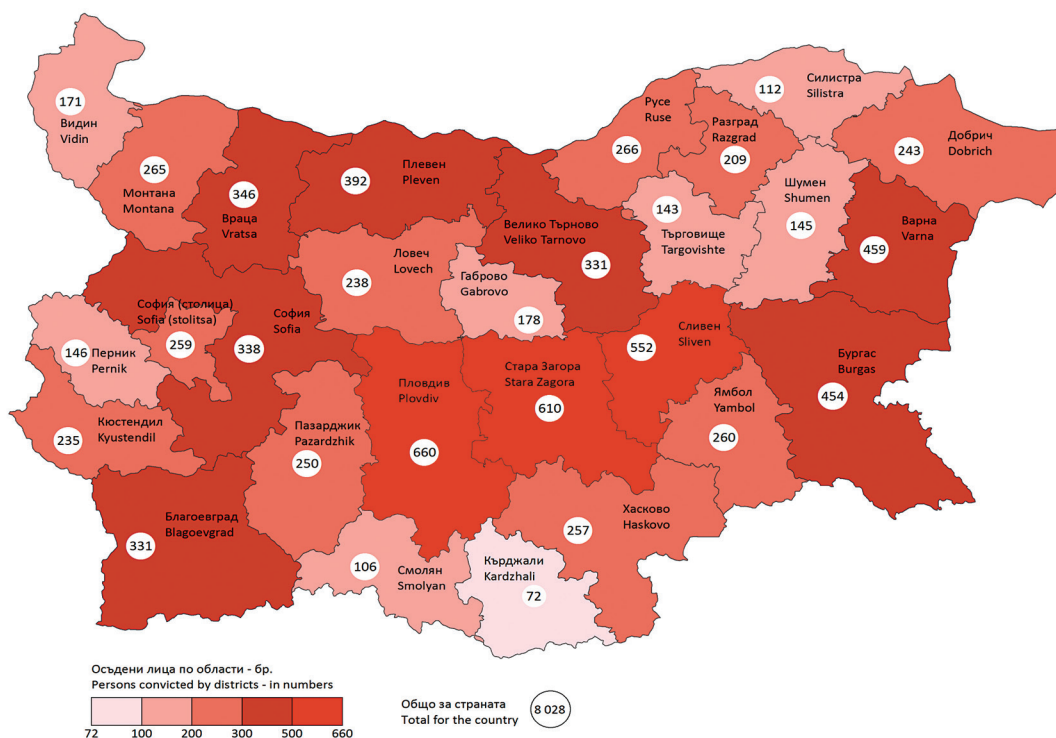 171
Видин
Vidin
265
Монтана
Montana
346
Враца
Vratsa
392
Плевен
Pleven
Велико Търново
Veliko Tarnovo
331
Русе
Ruse
266
Разград
Razgrad
209
112
Силистра
Silistra
243
Добрич
Dobrich
143
Търговище
Targovishte
Шумен
Shumen
145
Варна
Varna
459
Ловеч
Lovech
238
Габрово
Gabrovo
178
София (столица)
Sofia (stolitsa)
259
София
Sofia
338
146
Перник
Pernik
Кюстендил
Kyustendil
235
Благоевград
Blagoevgrad
331
Пазарджик
Pazardzhik
250
Пловдив
Plovdiv
660
Стара Загора
Stara Zagora
610
552
Сливен
Sliven
Ямбол
Yambol
260
Бургас
Burgas
454
Хасково
Haskovo
257
106
Смолян
Smolyan
Кърджали
Kardzhali
72
Осъдени лица по области - бр.
Persons convicted by districts - in numbers
72 100 200 300 500 660
Общо за страната
Total for the country
8 028